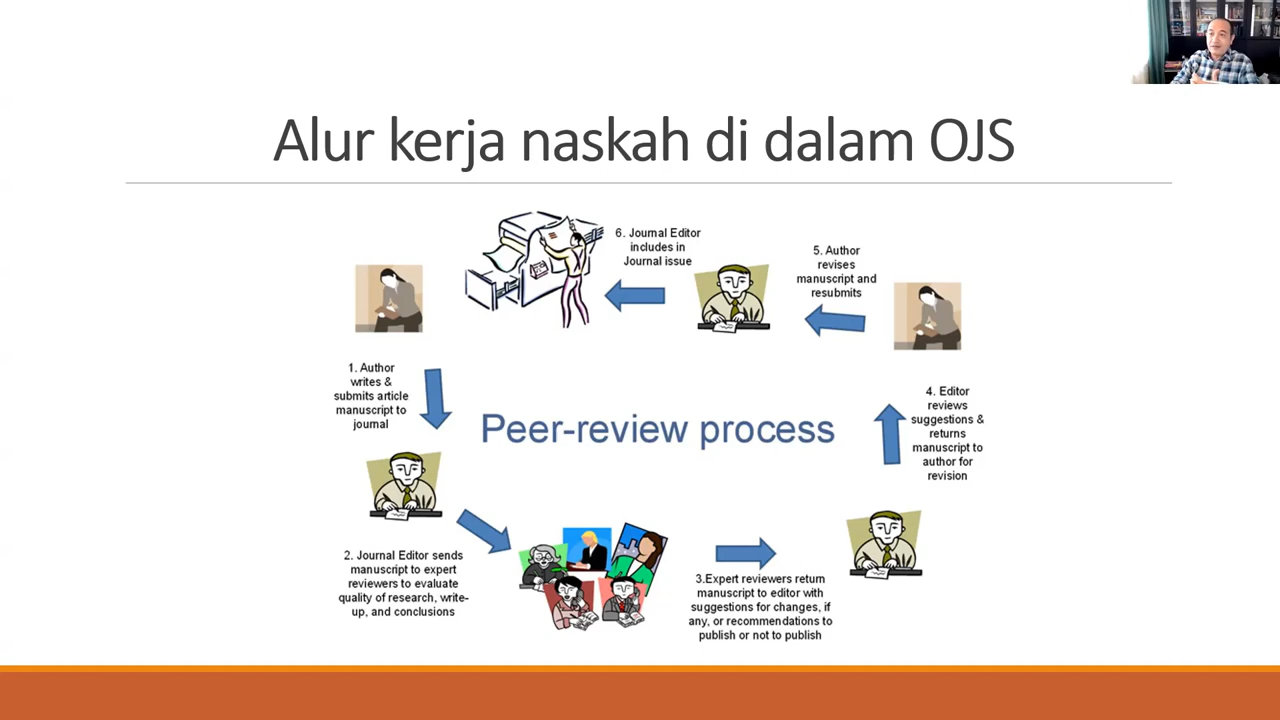 Alur kerja naskah di dalam OJS
1. Author
writes &
submits article
manuscript to
journal
2. Journal Editor sends
manuscript to expert
reviewers to evaluate
quality of research, write-
up, and conclusions
3.Expert reviewers return
manuscript to editor with
suggestions for changes, if
any, or recommendations to
publish or not to publish
4. Editor
reviews
suggestions &
returns
manuscript to
author for
revision
5. Author
revises
manuscript and
resubmits
6. Journal Editor
includes in
Journal issue
Peer-review process